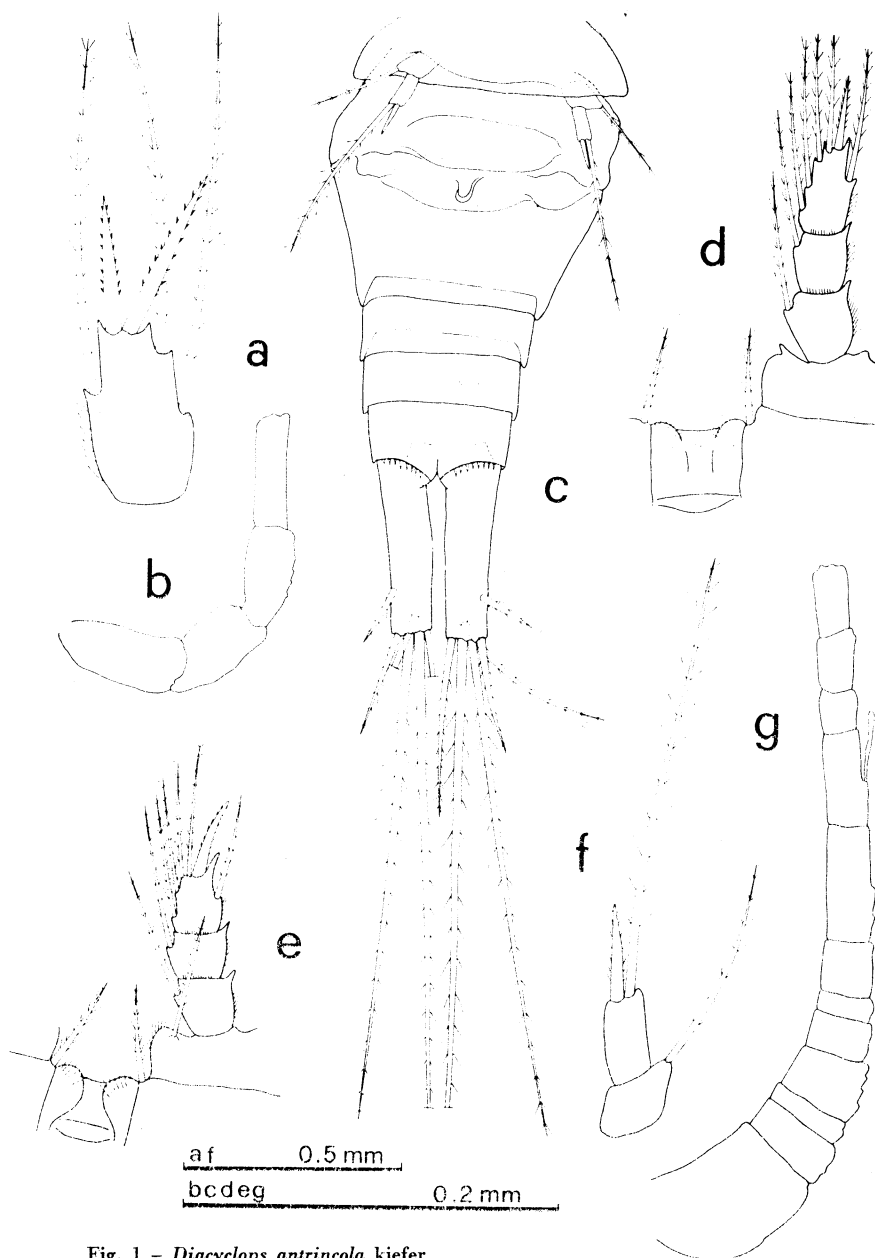 a
d
c
b
g
f
e
af 0.5 mm
bcdeg 0.2 mm
Fig. 1 – Diacyclops antrincola kiefer